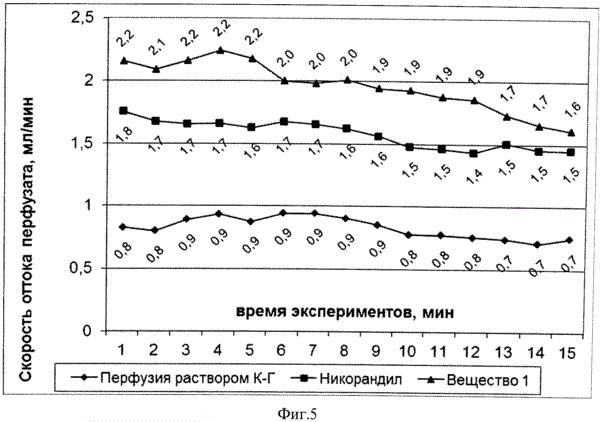 Скорость оттока перфузата, мл/мин
2,5
2,2 2,1 2,2 2,2 2,2 2,0 2,0 2,0 1,9 1,9 1,9 1,9 1,7 1,7 1,6
2
1,8 1,7 1,7 1,7 1,6 1,7 1,7 1,6 1,6 1,5 1,5 1,4 1,5 1,5 1,5
1,5
1
0,8 0,8 0,9 0,9 0,9 0,9 0,9 0,9 0,9 0,8 0,8 0,8 0,7 0,7 0,7
0,5
время экспериментов, мин
0
1 2 3 4 5 6 7 8 9 10 11 12 13 14 15
Перфузия раствором К-Г Никорандил Вещество 1
Фиг.5